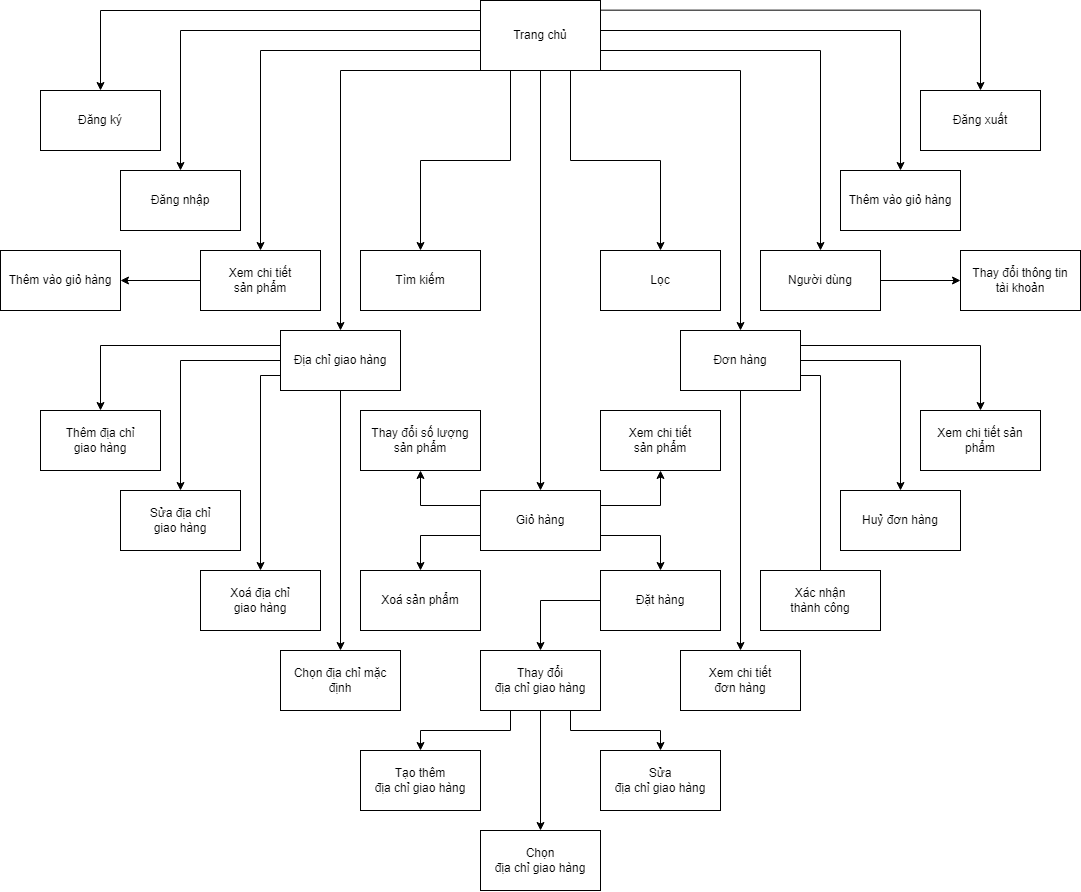 Trang chủ
Đăng ký
Đăng xuất
Đăng nhập
Thêm vào giỏ hàng
Thêm vào giỏ hàng
Xem chi tiết
sản phẩm
Tìm kiếm
Lọc
Người dùng
Thay đổi thông tin
tài khoản
Địa chỉ giao hàng
Đơn hàng
Thêm địa chỉ
giao hàng
Thay đổi số lượng
sản phẩm
Xem chi tiết
sản phẩm
Xem chi tiết sản
phẩm
Sửa địa chỉ
giao hàng
Giỏ hàng
Huỷ đơn hàng
Xoá địa chỉ
giao hàng
Xoá sản phẩm
Đặt hàng
Xác nhận
thành công
Chọn địa chỉ mặc
định
Thay đổi
địa chỉ giao hàng
Xem chi tiết
đơn hàng
Tạo thêm
địa chỉ giao hàng
Sửa
địa chỉ giao hàng
Chọn
địa chỉ giao hàng